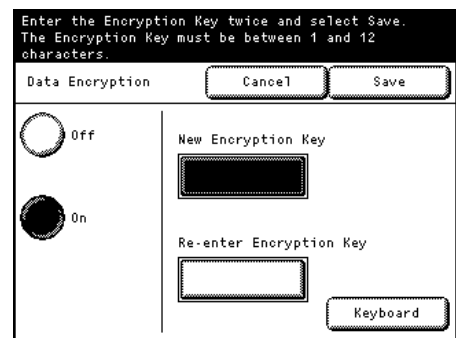 Enter the Encryption Key twice and select Save.
The Encryption Key must be between 1 and 12
characters.
Data Encryption
Cancel
Save
Off
On
New Encryption Key
Re-enter Encryption Key
Keyboard